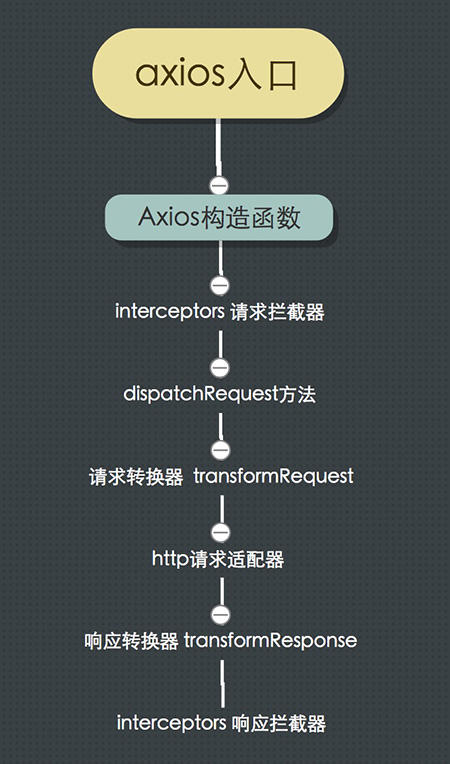 axios入口
Axios构造函数
interceptors 请求拦截器
dispatchRequest方法
请求转换器 transformRequest
http请求适配器
响应转换器 transformResponse
interceptors 响应拦截器